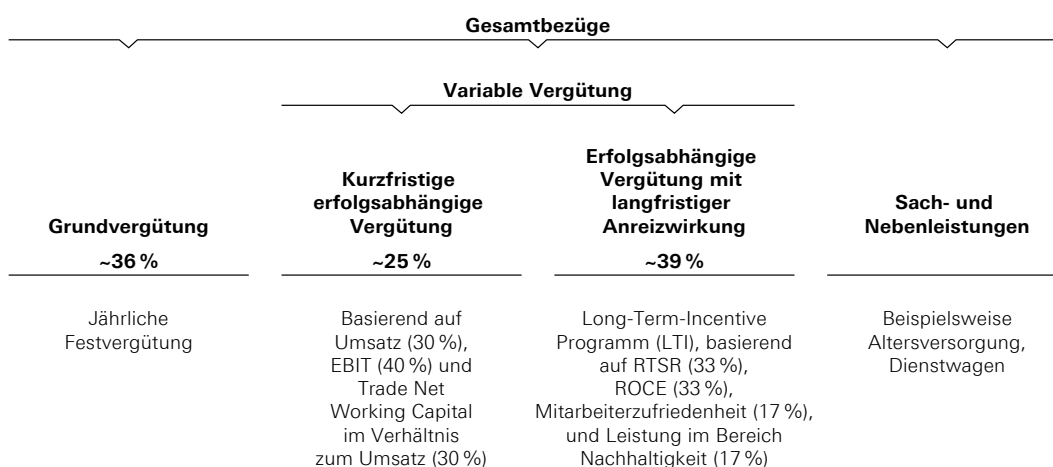 Gesamtbezüge
Variable Vergütung
Grundvergütung
~36 %
Jährliche
Festvergütung
Kurzfristige
erfolgsabhängige
Vergütung
~25 %
Basierend auf
Umsatz (30 %),
EBIT (40 %) und
Trade Net
Working Capital
im Verhältnis
zum Umsatz (30 %)
Erfolgsabhängige
Vergütung mit
langfristiger
Anreizwirkung
~39 %
Long-Term-Incentive
Programm (LTI), basierend
auf RTSR (33 %),
ROCE (33 %),
Mitarbeiterzufriedenheit (17 %),
und Leistung im Bereich
Nachhaltigkeit (17 %)
Sach- und
Nebenleistungen
Beispielsweise
Altersversorgung,
Dienstwagen